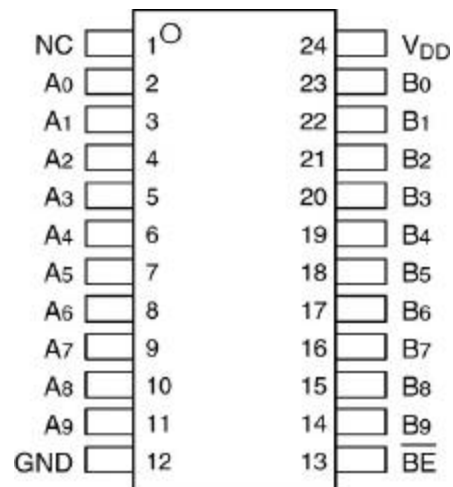 NC 1 24 VDD
A0 2 23 B0
A1 3 22 B1
A2 4 21 B2
A3 5 20 B3
A4 6 19 B4
A5 7 18 B5
A6 8 17 B6
A7 9 16 B7
A8 10 15 B8
A9 11 14 B9
GND 12 13 B̅E̅